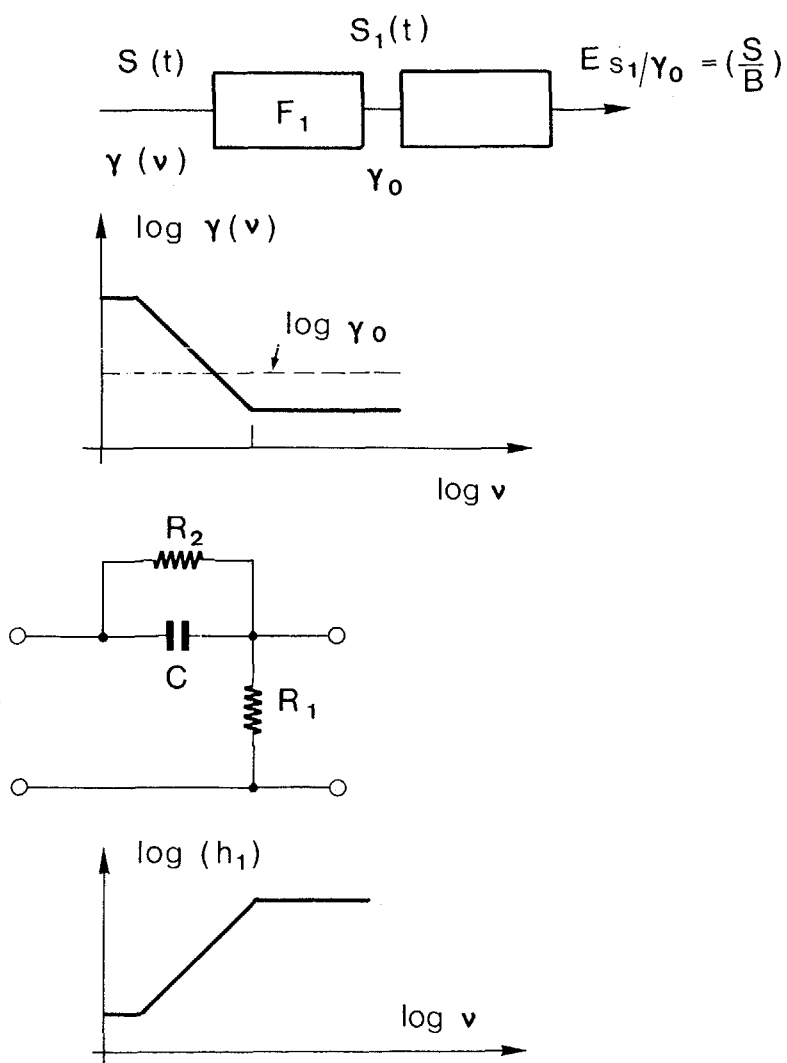 S₁(t)
S (t)
E s₁/γ₀ = (S/B)
F₁
γ (ν)
γ₀
log γ(ν)
log γ₀
log ν
R₂
C
R₁
log (h₁)
log ν